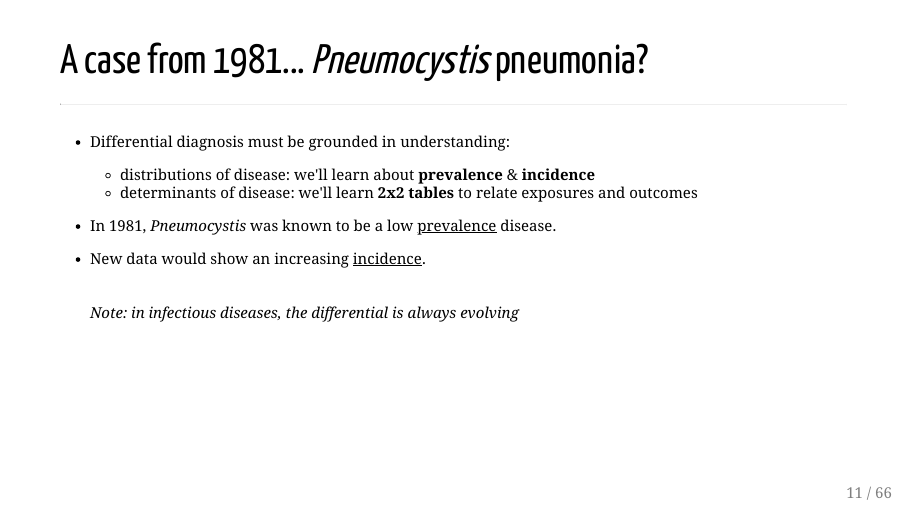 A case from 1981... Pneumocystis pneumonia?
• Differential diagnosis must be grounded in understanding:
◦ distributions of disease: we'll learn about prevalence & incidence
◦ determinants of disease: we'll learn 2x2 tables to relate exposures and outcomes
• In 1981, Pneumocystis was known to be a low prevalence disease.
• New data would show an increasing incidence.
Note: in infectious diseases, the differential is always evolving
11 / 66